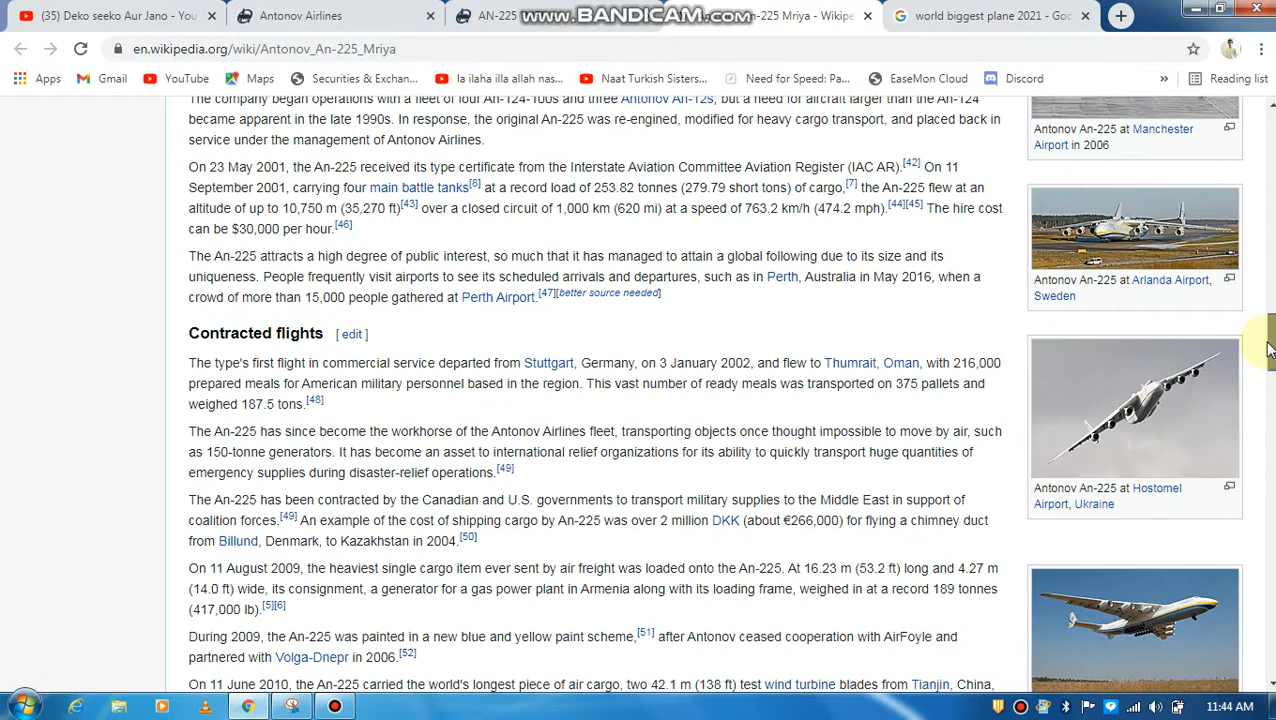 (35) Deko seeko Aur Jano - You
Antonov Airlines
AN-225
www.BANDICAM.com
-225 Mriya - Wikipe
world biggest plane 2021 - Goo
en.wikipedia.org/wiki/Antonov_An-225_Mriya
Apps
Gmail
YouTube
Maps
Securities & Exchan...
la ilaha illa allah nas...
Naat Turkish Sisters...
Need for Speed: Pa...
EaseMon Cloud
Discord
»
Reading list
The company began operations with a fleet of four An-124-100s and three Antonov An-12s, but a need for aircraft larger than the An-124
became apparent in the late 1990s. In response, the original An-225 was re-engined, modified for heavy cargo transport, and placed back in
service under the management of Antonov Airlines.
On 23 May 2001, the An-225 received its type certificate from the Interstate Aviation Committee Aviation Register (IAC AR).[42] On 11
September 2001, carrying four main battle tanks[8] at a record load of 253.82 tonnes (279.79 short tons) of cargo,[7] the An-225 flew at an
altitude of up to 10,750 m (35,270 ft)[43] over a closed circuit of 1,000 km (620 mi) at a speed of 763.2 km/h (474.2 mph).[44][45] The hire cost
can be $30,000 per hour.[46]
The An-225 attracts a high degree of public interest, so much that it has managed to attain a global following due to its size and its
uniqueness. People frequently visit airports to see its scheduled arrivals and departures, such as in Perth, Australia in May 2016, when a
crowd of more than 15,000 people gathered at Perth Airport.[47][better source needed]
Contracted flights [ edit ]
The type's first flight in commercial service departed from Stuttgart, Germany, on 3 January 2002, and flew to Thumrait, Oman, with 216,000
prepared meals for American military personnel based in the region. This vast number of ready meals was transported on 375 pallets and
weighed 187.5 tons.[48]
The An-225 has since become the workhorse of the Antonov Airlines fleet, transporting objects once thought impossible to move by air, such
as 150-tonne generators. It has become an asset to international relief organizations for its ability to quickly transport huge quantities of
emergency supplies during disaster-relief operations.[49]
The An-225 has been contracted by the Canadian and U.S. governments to transport military supplies to the Middle East in support of
coalition forces.[49] An example of the cost of shipping cargo by An-225 was over 2 million DKK (about €266,000) for flying a chimney duct
from Billund, Denmark, to Kazakhstan in 2004.[50]
On 11 August 2009, the heaviest single cargo item ever sent by air freight was loaded onto the An-225. At 16.23 m (53.2 ft) long and 4.27 m
(14.0 ft) wide, its consignment, a generator for a gas power plant in Armenia along with its loading frame, weighed in at a record 189 tonnes
(417,000 lb).[5][6]
During 2009, the An-225 was painted in a new blue and yellow paint scheme,[51] after Antonov ceased cooperation with AirFoyle and
partnered with Volga-Dnepr in 2006.[52]
On 11 June 2010, the An-225 carried the world's longest piece of air cargo, two 42.1 m (138 ft) test wind turbine blades from Tianjin, China,
Antonov An-225 at Manchester
Airport in 2006
Antonov An-225 at Arlanda Airport,
Sweden
Antonov An-225 at Hostomel
Airport, Ukraine
11:44 AM